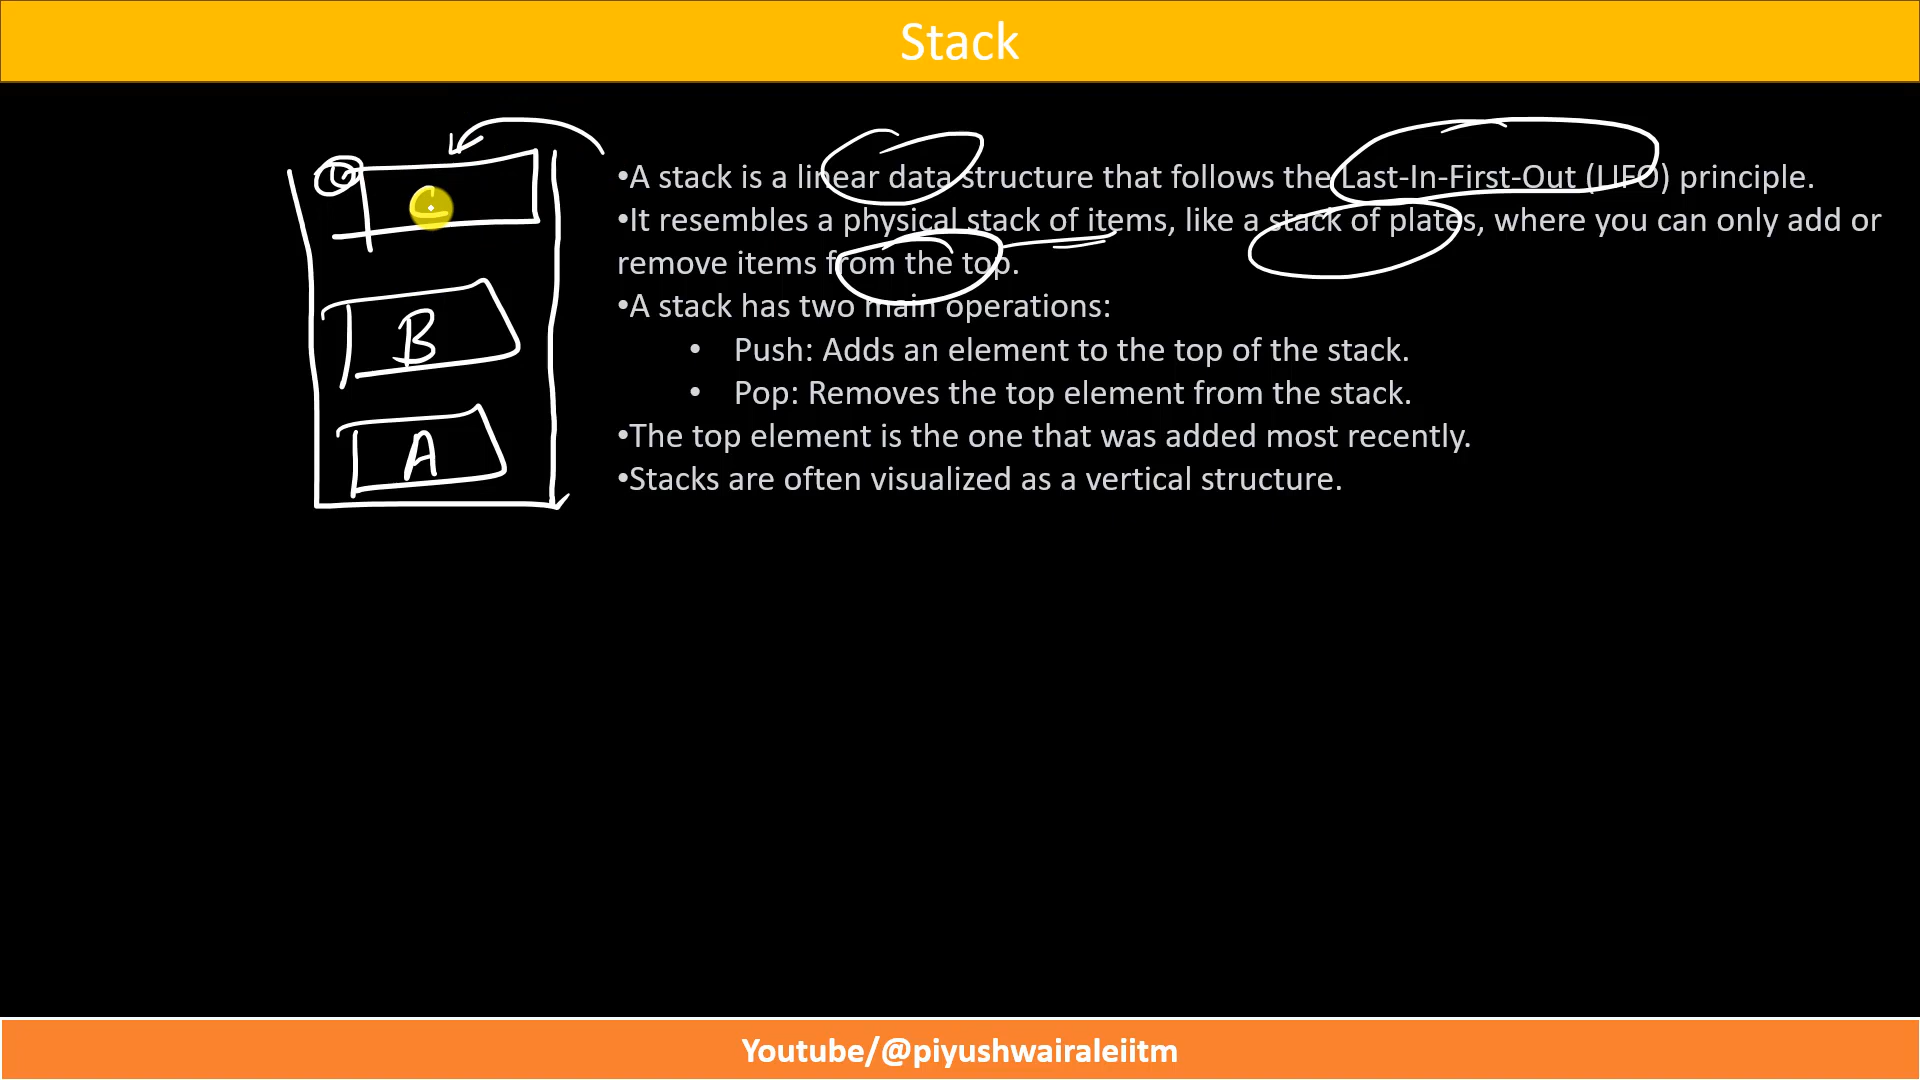 Stack
•A stack is a linear data structure that follows the Last-In-First-Out (LIFO) principle.
•It resembles a physical stack of items, like a stack of plates, where you can only add or
remove items from the top.
•A stack has two main operations:
• Push: Adds an element to the top of the stack.
• Pop: Removes the top element from the stack.
•The top element is the one that was added most recently.
•Stacks are often visualized as a vertical structure.
B
A
Youtube/@piyushwairaleiitm